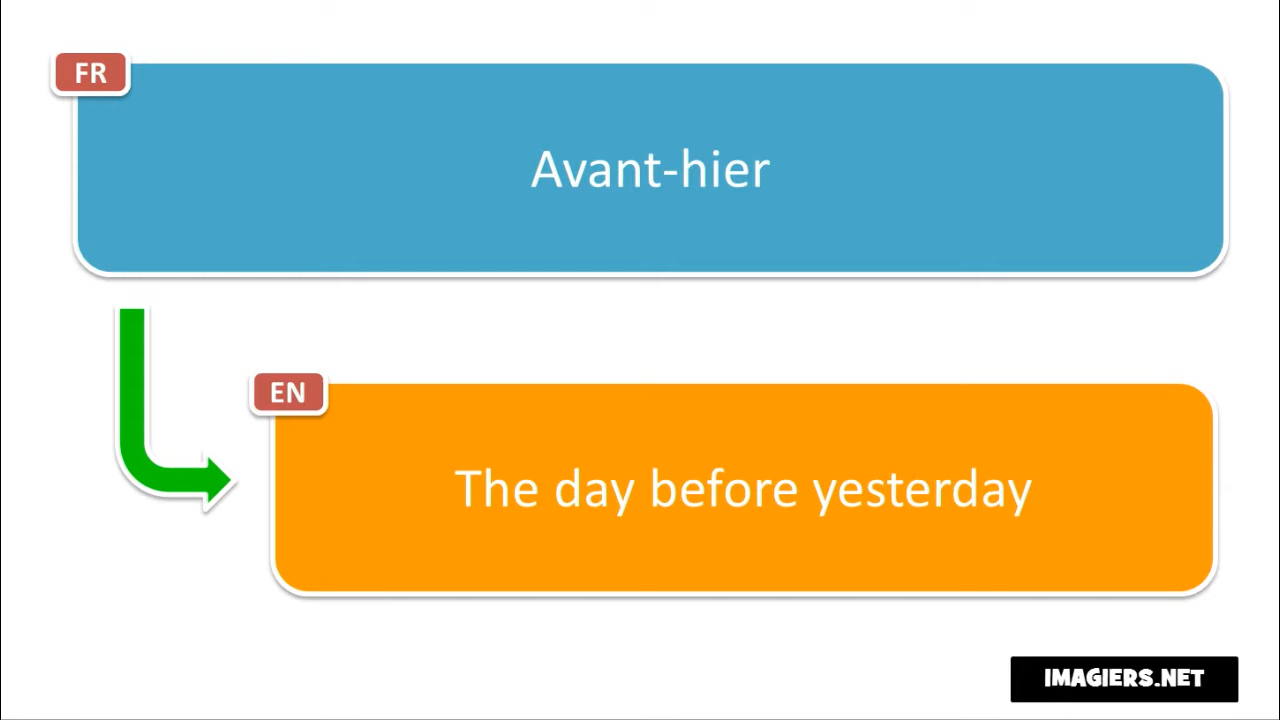 FR
Avant-hier
EN
The day before yesterday
IMAGIERS.NET